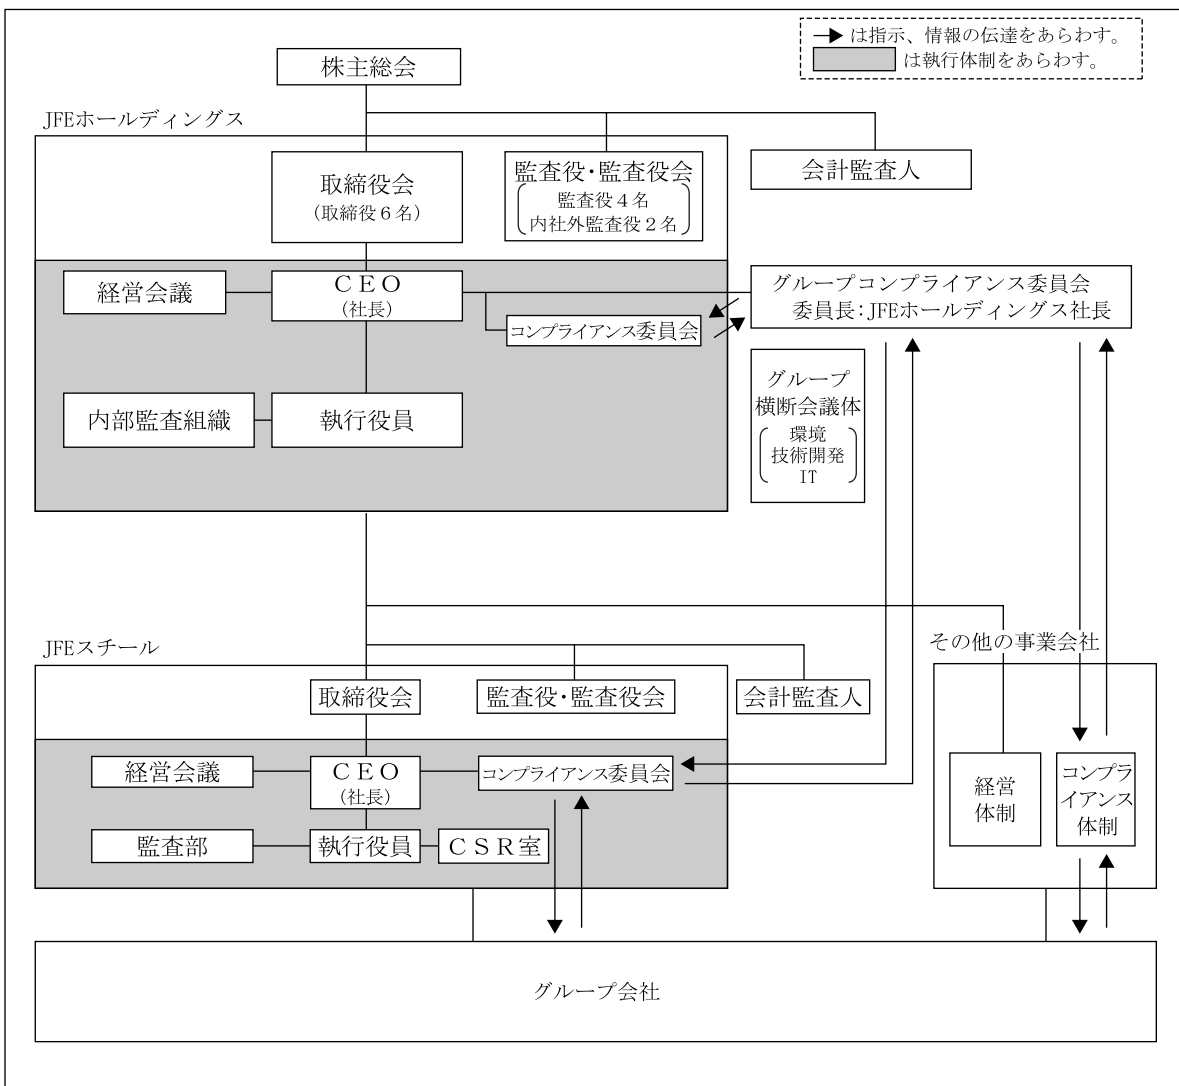 →は指示、情報の伝達をあらわす。
は執行体制をあらわす。
株主総会
JFEホールディングス
取締役会
(取締役6名)
監査役・監査役会
監査役4名
内社外監査役2名
会計監査人
経営会議
CEO
(社長)
コンプライアンス委員会
グループコンプライアンス委員会
委員長:JFEホールディングス社長
内部監査組織
執行役員
グループ
横断会議体
環境
技術開発
IT
JFEスチール
その他の事業会社
取締役会
監査役・監査役会
会計監査人
経営会議
CEO
(社長)
コンプライアンス委員会
監査部
執行役員
CSR室
経営
体制
コンプラ
イアンス
体制
グループ会社